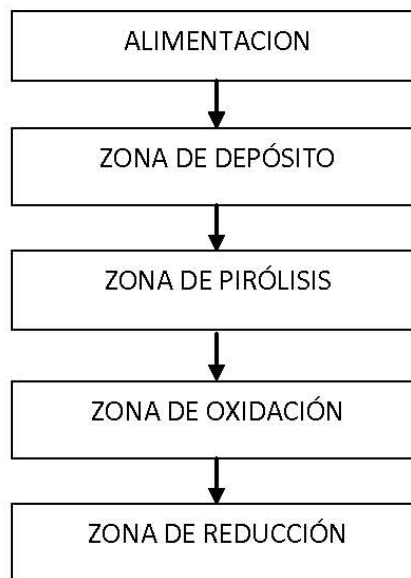 ALIMENTACION
ZONA DE DEPÓSITO
ZONA DE PIRÓLISIS
ZONA DE OXIDACIÓN
ZONA DE REDUCCIÓN